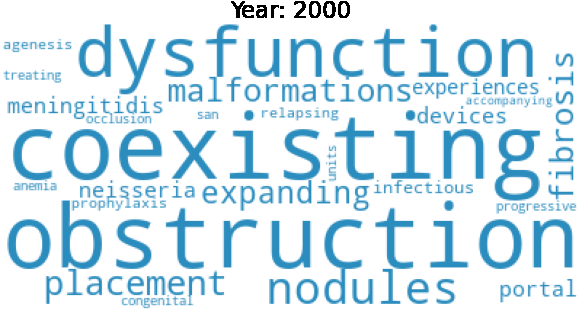 Year: 2000
agenesis dysfunction
treating malformations experiences fibrosis
meningitidis accompanying
occlusion san relapsing devices
coexisting
units
anemia neisseria expanding infectious
prophylaxis progressive
obstruction
placement nodules portal
congenital